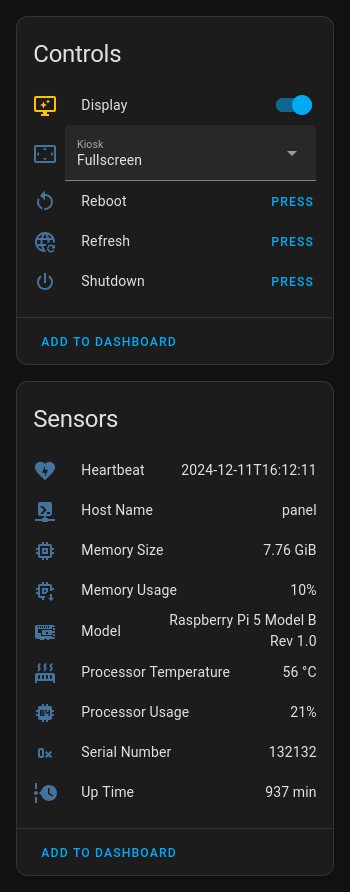 Controls
Display
Kiosk
Fullscreen
Reboot PRESS
Refresh PRESS
Shutdown PRESS
ADD TO DASHBOARD
Sensors
Heartbeat 2024-12-11T16:12:11
Host Name panel
Memory Size 7.76 GiB
Memory Usage 10%
Model Raspberry Pi 5 Model B
Rev 1.0
Processor Temperature 56 °C
Processor Usage 21%
0x Serial Number 132132
Up Time 937 min
ADD TO DASHBOARD